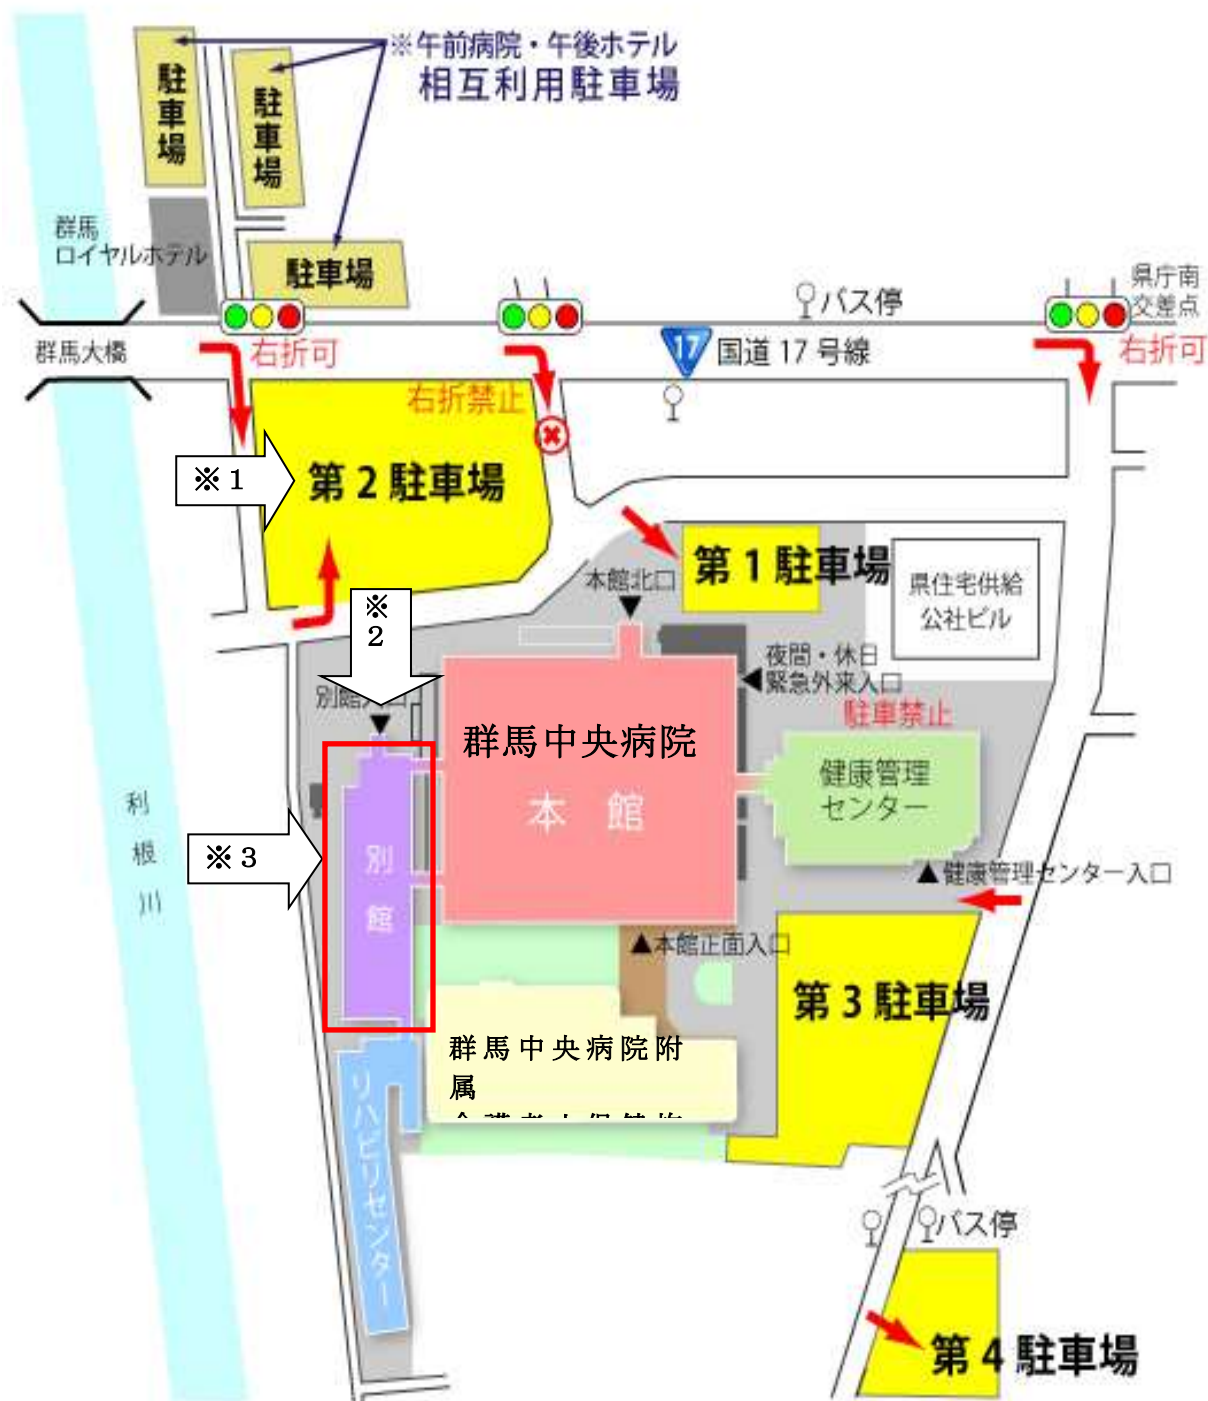 ※午前病院・午後ホテル
相互利用駐車場
駐車場
駐車場
群馬
ロイヤルホテル
駐車場
県庁南
交差点
バス停
群馬大橋
右折可
17
国道 17 号線
右折可
右折禁止
※1
第 2 駐車場
第 1 駐車場
県住宅供給
公社ビル
本館北口
※
2
夜間・休日
緊急外来入口
駐車禁止
群馬中央病院
本 館
健康管理
センター
利根川
※3
別館
▲健康管理センター入口
▲本館正面入口
第 3 駐車場
群馬中央病院附
属
リハビリセンター
バス停
第 4 駐車場